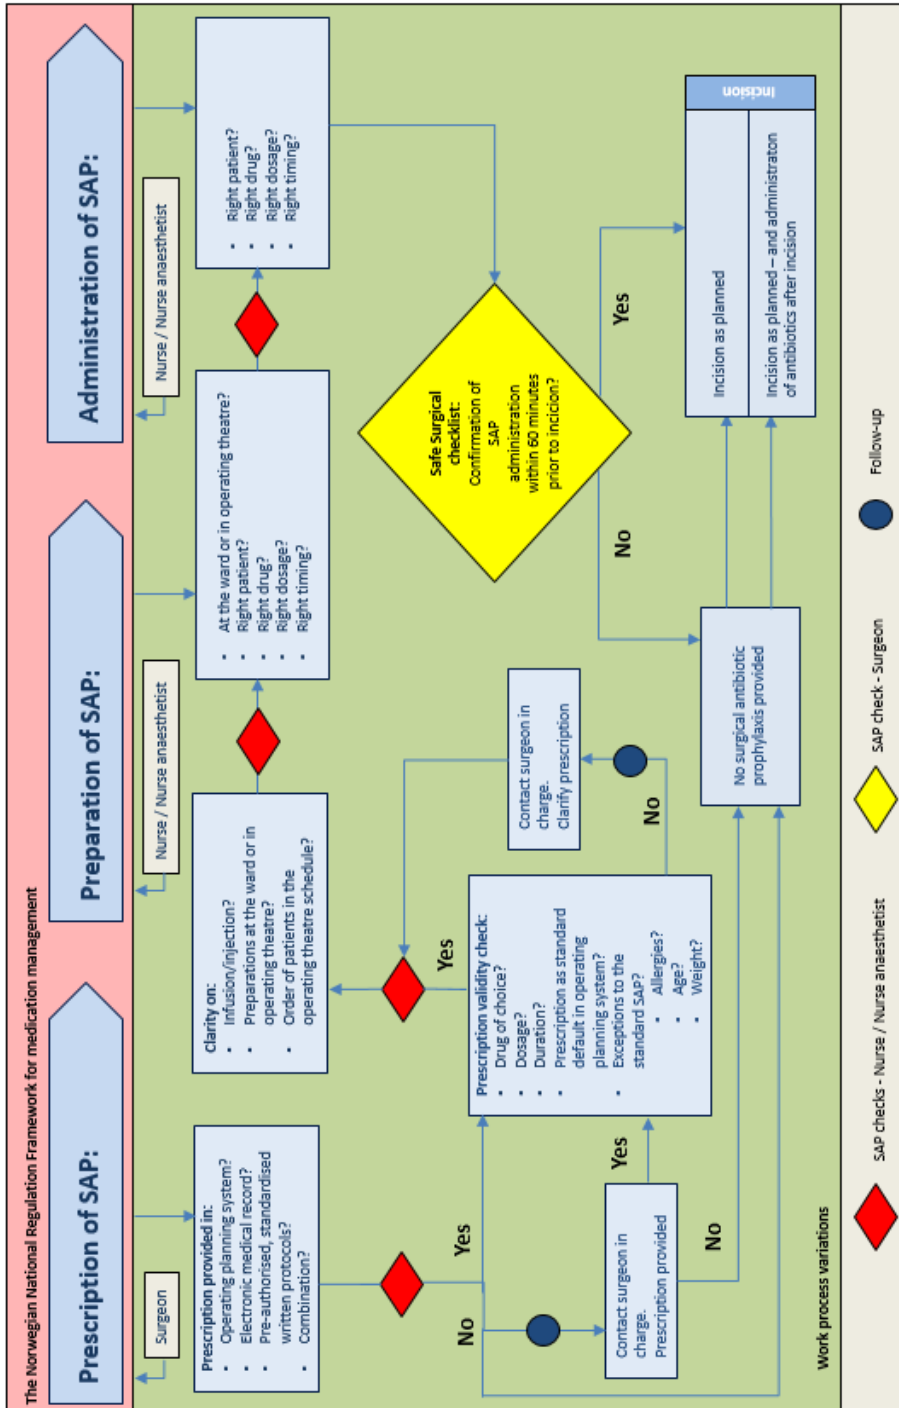 The Norwegian National Regulation Framework for medication management
Prescription of SAP:
Preparation of SAP:
Administration of SAP:
Surgeon
Nurse / Nurse anaesthetist
Nurse / Nurse anaesthetist
Prescription provided in:
• Operating planning system?
• Electronic medical record?
• Pre-authorised, standardised
written protocols?
• Combination?
Clarity on:
• Infusion/injection?
• Preparations at the ward or in
operating theatre?
• Order of patients in the
operating theatre schedule?
• At the ward or in operating theatre?
• Right patient?
• Right drug?
• Right dosage?
• Right timing?
• Right patient?
• Right drug?
• Right dosage?
• Right timing?
No
Yes
Contact surgeon in
charge.
Prescription provided
Yes
No
Prescription validity check:
• Drug of choice?
• Dosage?
• Duration?
• Prescription as standard
default in operating
planning system?
• Exceptions to the
standard SAP?
• Allergies?
• Age?
• Weight?
Yes
No
Contact surgeon in
charge.
Clarify prescription
Safe Surgical
checklist:
Confirmation of
SAP
administration
within 60 minutes
prior to incicion?
No
Yes
No surgical antibiotic
prophylaxis provided
Incision as planned
Incision as planned – and administraton
of antibiotics after incision
Incision
Work process variations
SAP checks - Nurse / Nurse anaesthetist
SAP check - Surgeon
Follow-up